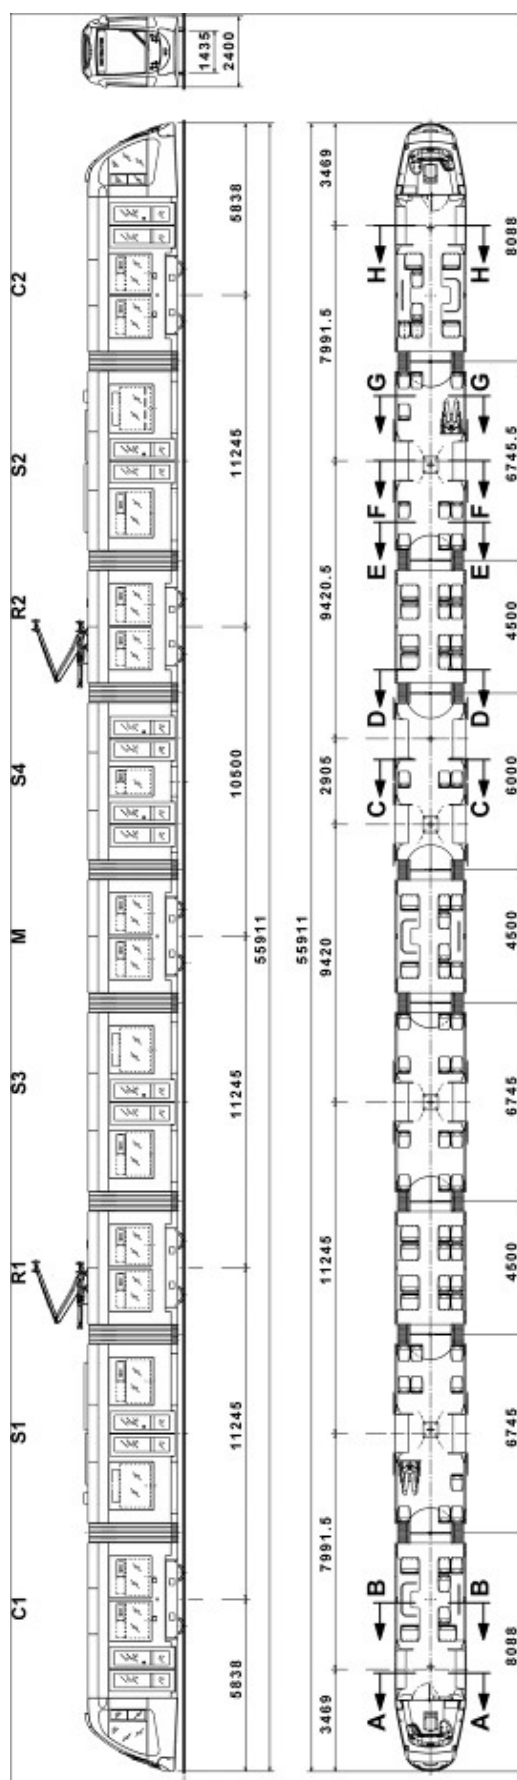 C1 S1 R1 S3 M S4 R2 S2 C2
1435
2400
5838 11245 11245 11245 10500 11245 5838
55911
55911
3469 7991.5 11245 9420 2905 9420.5 7991.5 3469
A B C D E F G H
A B C D E F G H
8088 6745 4500 6745 4500 6000 4500 6745.5 8088